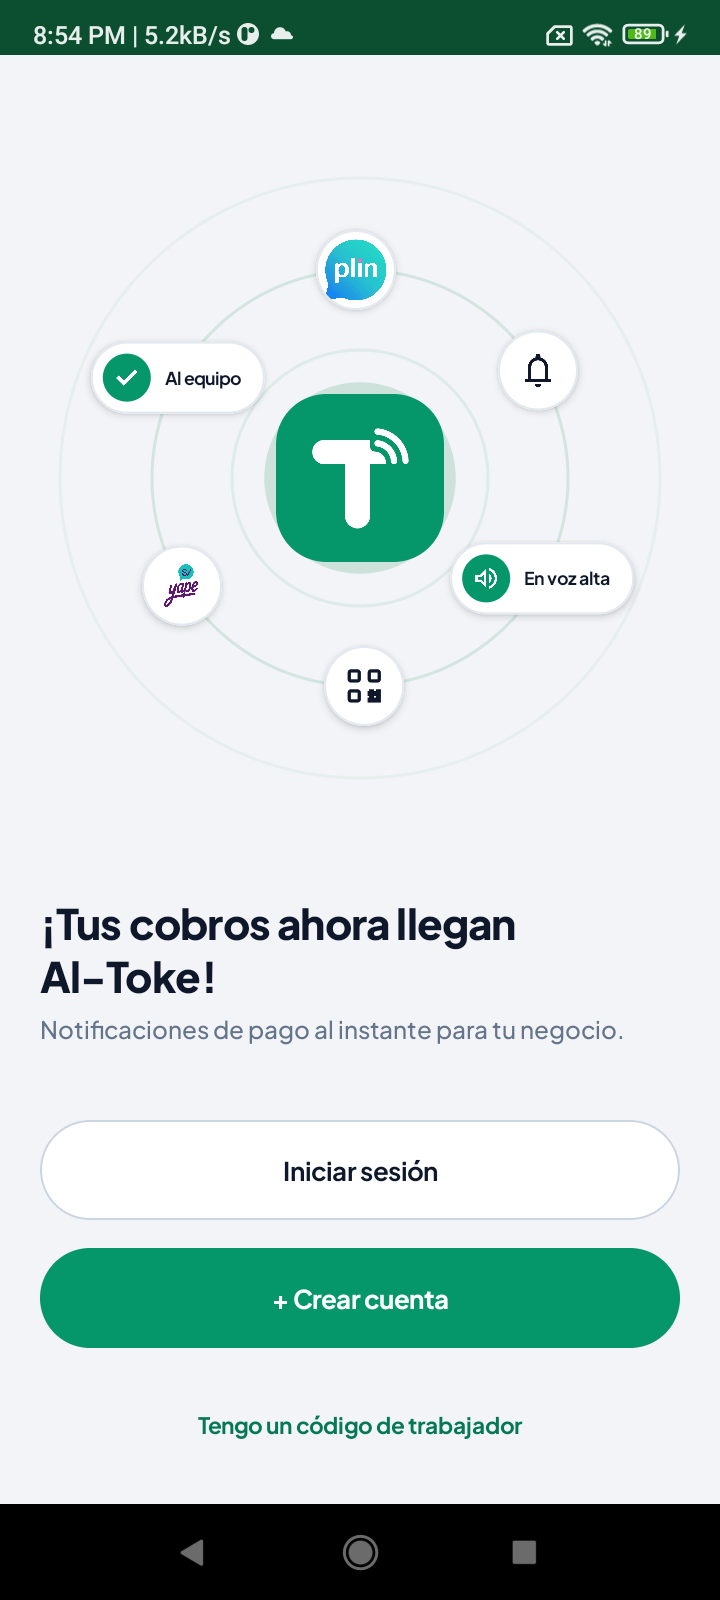 8:54 PM | 5.2kB/s
89
plin
Al equipo
S/
yape
En voz alta
¡Tus cobros ahora llegan
Al-Toke!
Notificaciones de pago al instante para tu negocio.
Iniciar sesión
+ Crear cuenta
Tengo un código de trabajador